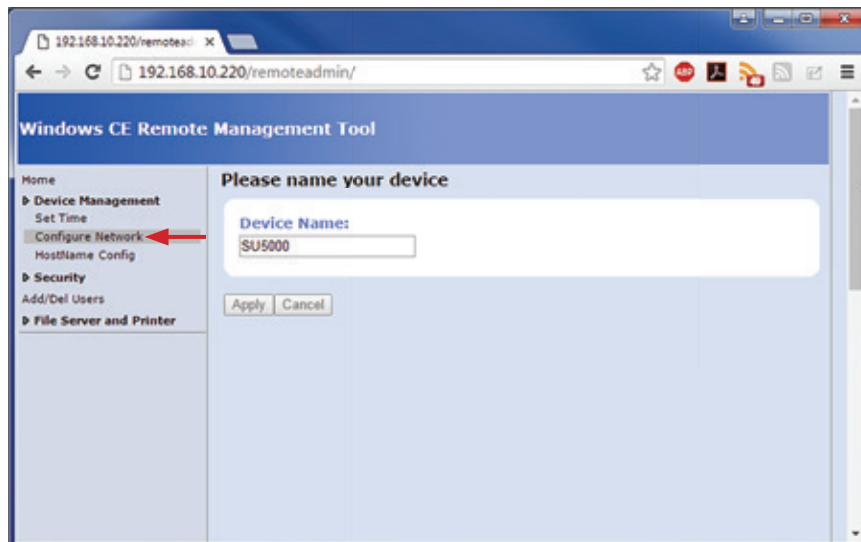 192.168.10.220/remotead
192.168.10.220/remoteadmin/
ABP
Windows CE Remote Management Tool
Home
Device Management
Set Time
Configure Network
HostName Config
Security
Add/Del Users
File Server and Printer
Please name your device
Device Name:
SU5000
Apply
Cancel